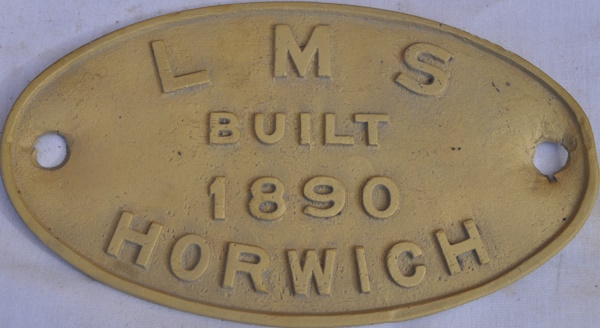 L M S
BUILT
1890
HORWICH